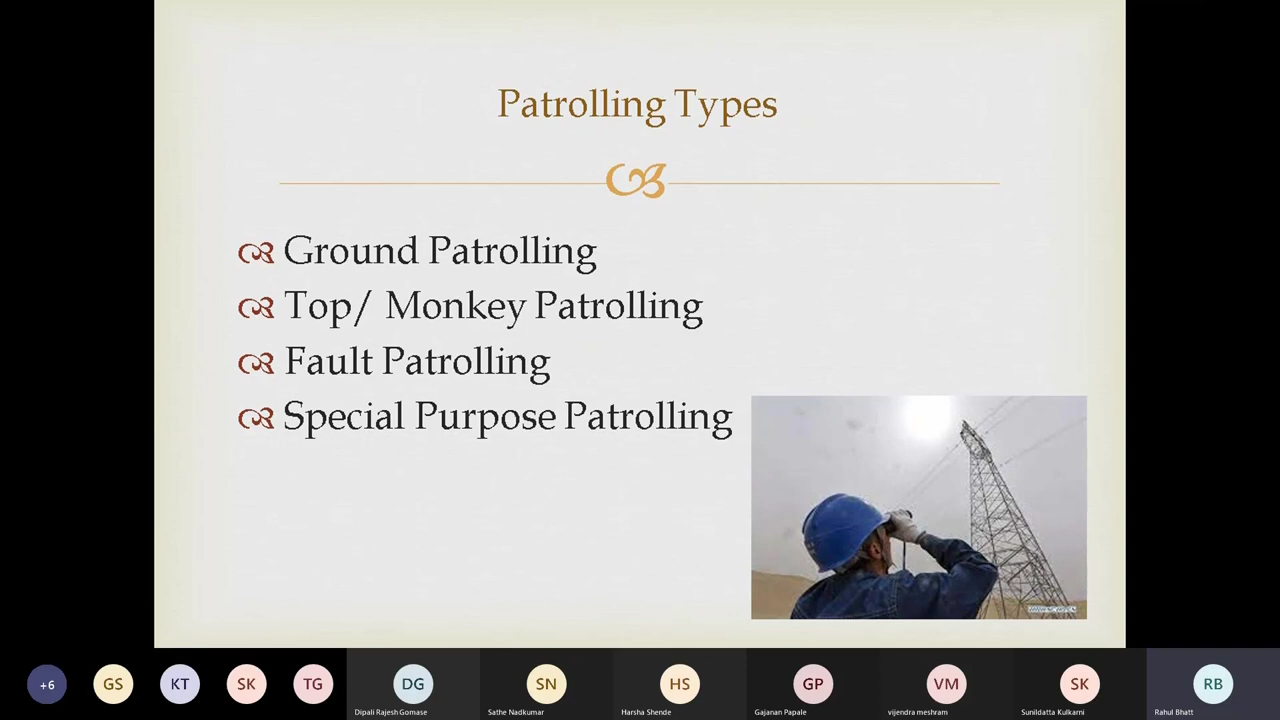 Patrolling Types
Ground Patrolling
Top/ Monkey Patrolling
Fault Patrolling
Special Purpose Patrolling
+6
GS
KT
SK
TG
DG
SN
HS
GP
VM
SK
RB
Dipali Rajesh Gomase
Sathe Nadkumar
Harsha Shende
Gajanan Papale
vijendra meshram
Sunildatta Kulkarni
Rahul Bhatt